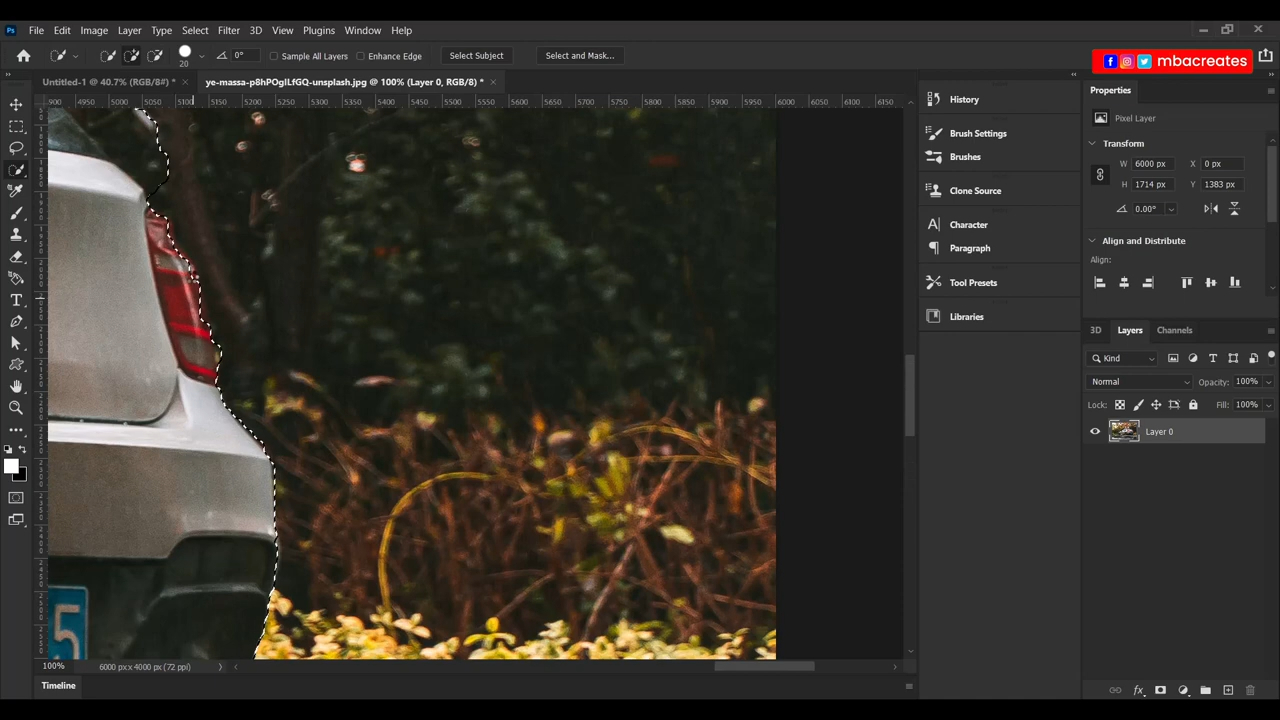 Ps File Edit Image Layer Type Select Filter 3D View Plugins Window Help
20 0° Sample All Layers Enhance Edge Select Subject Select and Mask...
mbacreates
Untitled-1 @ 40.7% (RGB/8#) * × ye-massa-p8hPOglLfGQ-unsplash.jpg @ 100% (Layer 0, RGB/8) * ×
4950 5000 5050 5100 5150 5200 5250 5300 5350 5400 5450 5500 5550 5600 5650 5700 5750 5800 5850 5900 5950 6000 6050 6100 6150
History
Brush Settings
Brushes
Clone Source
Character
Paragraph
Tool Presets
Libraries
Properties
Pixel Layer
Transform
W 6000 px X 0 px
H 1714 px Y 1383 px
0.00°
Align and Distribute
Align:
3D Layers Channels
Kind
Normal Opacity: 100%
Lock: Fill: 100%
Layer 0
5
100% 6000 px x 4000 px (72 ppi)
Timeline